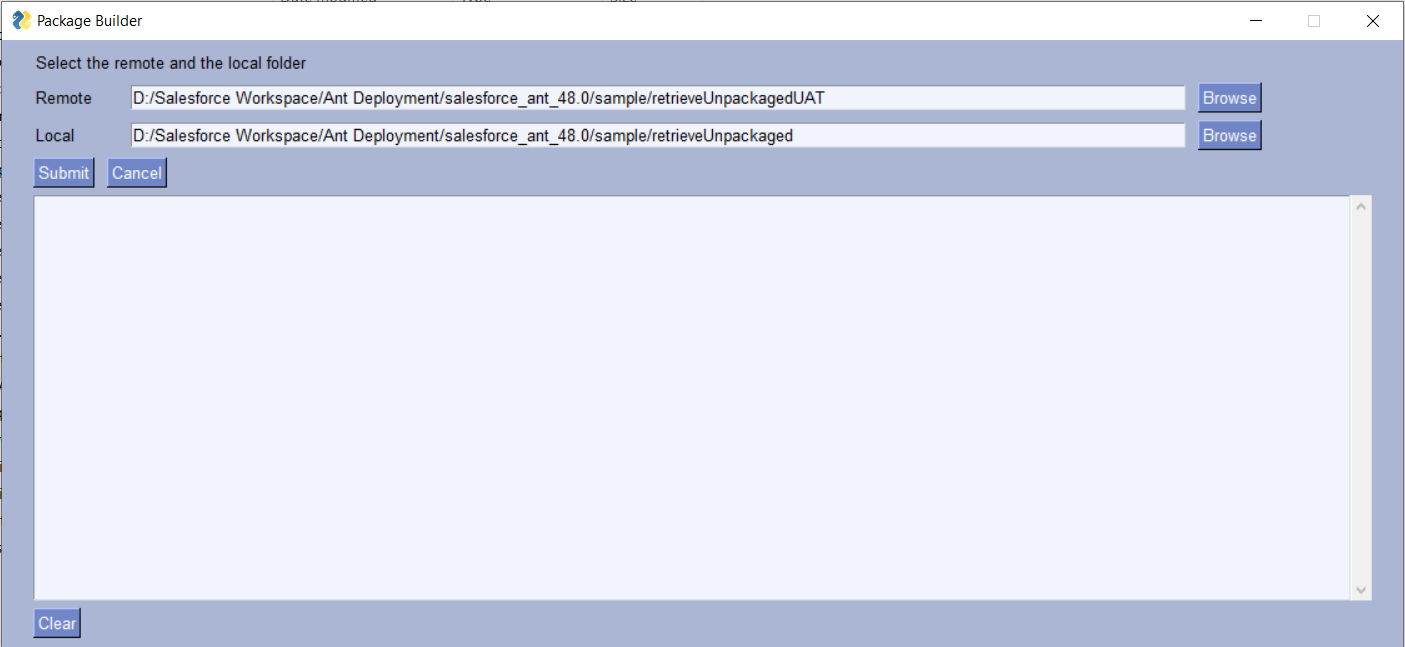 Package Builder
Select the remote and the local folder
Remote D:/Salesforce Workspace/Ant Deployment/salesforce_ant_48.0/sample/retrieveUnpackagedUAT Browse
Local D:/Salesforce Workspace/Ant Deployment/salesforce_ant_48.0/sample/retrieveUnpackaged Browse
Submit Cancel
Clear